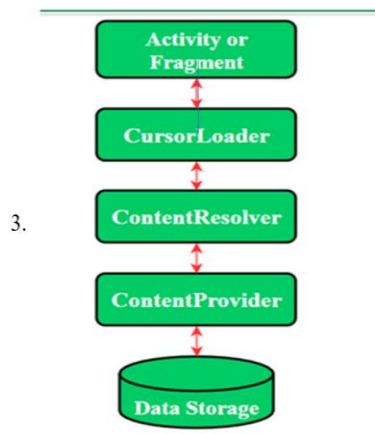 Activity or
Fragment
CursorLoader
ContentResolver
3.
ContentProvider
Data Storage